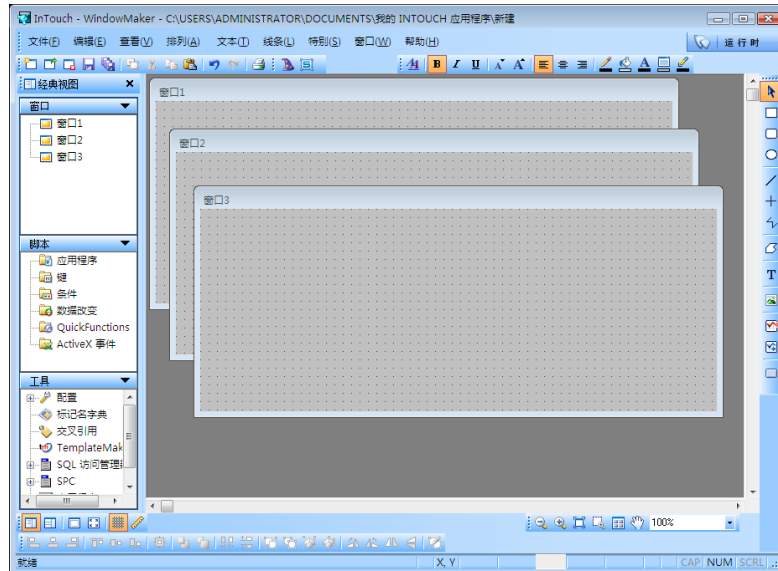 InTouch - WindowMaker - C:\USERS\ADMINISTRATOR\DOCUMENTS\我的 INTOUCH 应用程序\新建
文件(F) 编辑(E) 查看(V) 排列(A) 文本(T) 线条(L) 特别(S) 窗口(W) 帮助(H) 运行时
经典视图
窗口
窗口1
窗口2
窗口3
脚本
应用程序
键
条件
数据改变
QuickFunctions
ActiveX 事件
工具
配置
标记名字典
交叉引用
TemplateMak
SQL 访问管理
SPC
窗口1
窗口2
窗口3
100%
就绪
X, Y
CAP NUM SCRL